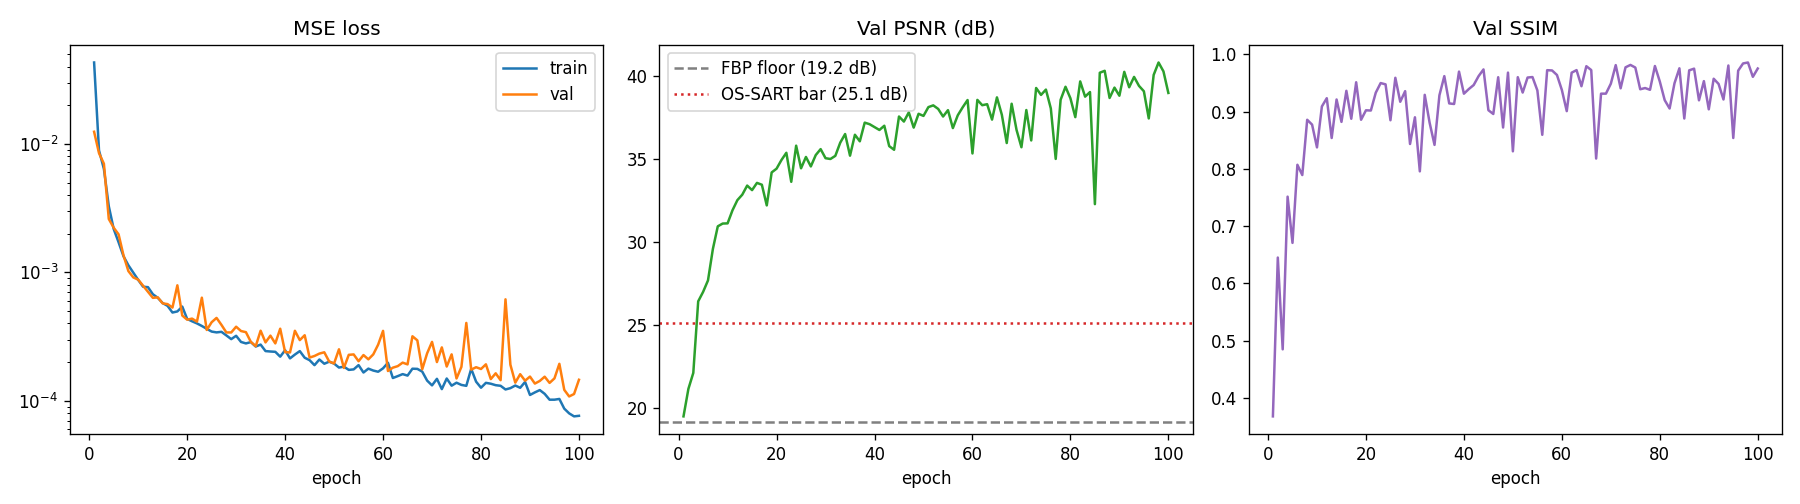 MSE loss
train
val
10⁻²
10⁻³
10⁻⁴
0 20 40 60 80 100
epoch
Val PSNR (dB)
FBP floor (19.2 dB)
OS-SART bar (25.1 dB)
40
35
30
25
20
0 20 40 60 80 100
epoch
Val SSIM
1.0
0.9
0.8
0.7
0.6
0.5
0.4
0 20 40 60 80 100
epoch